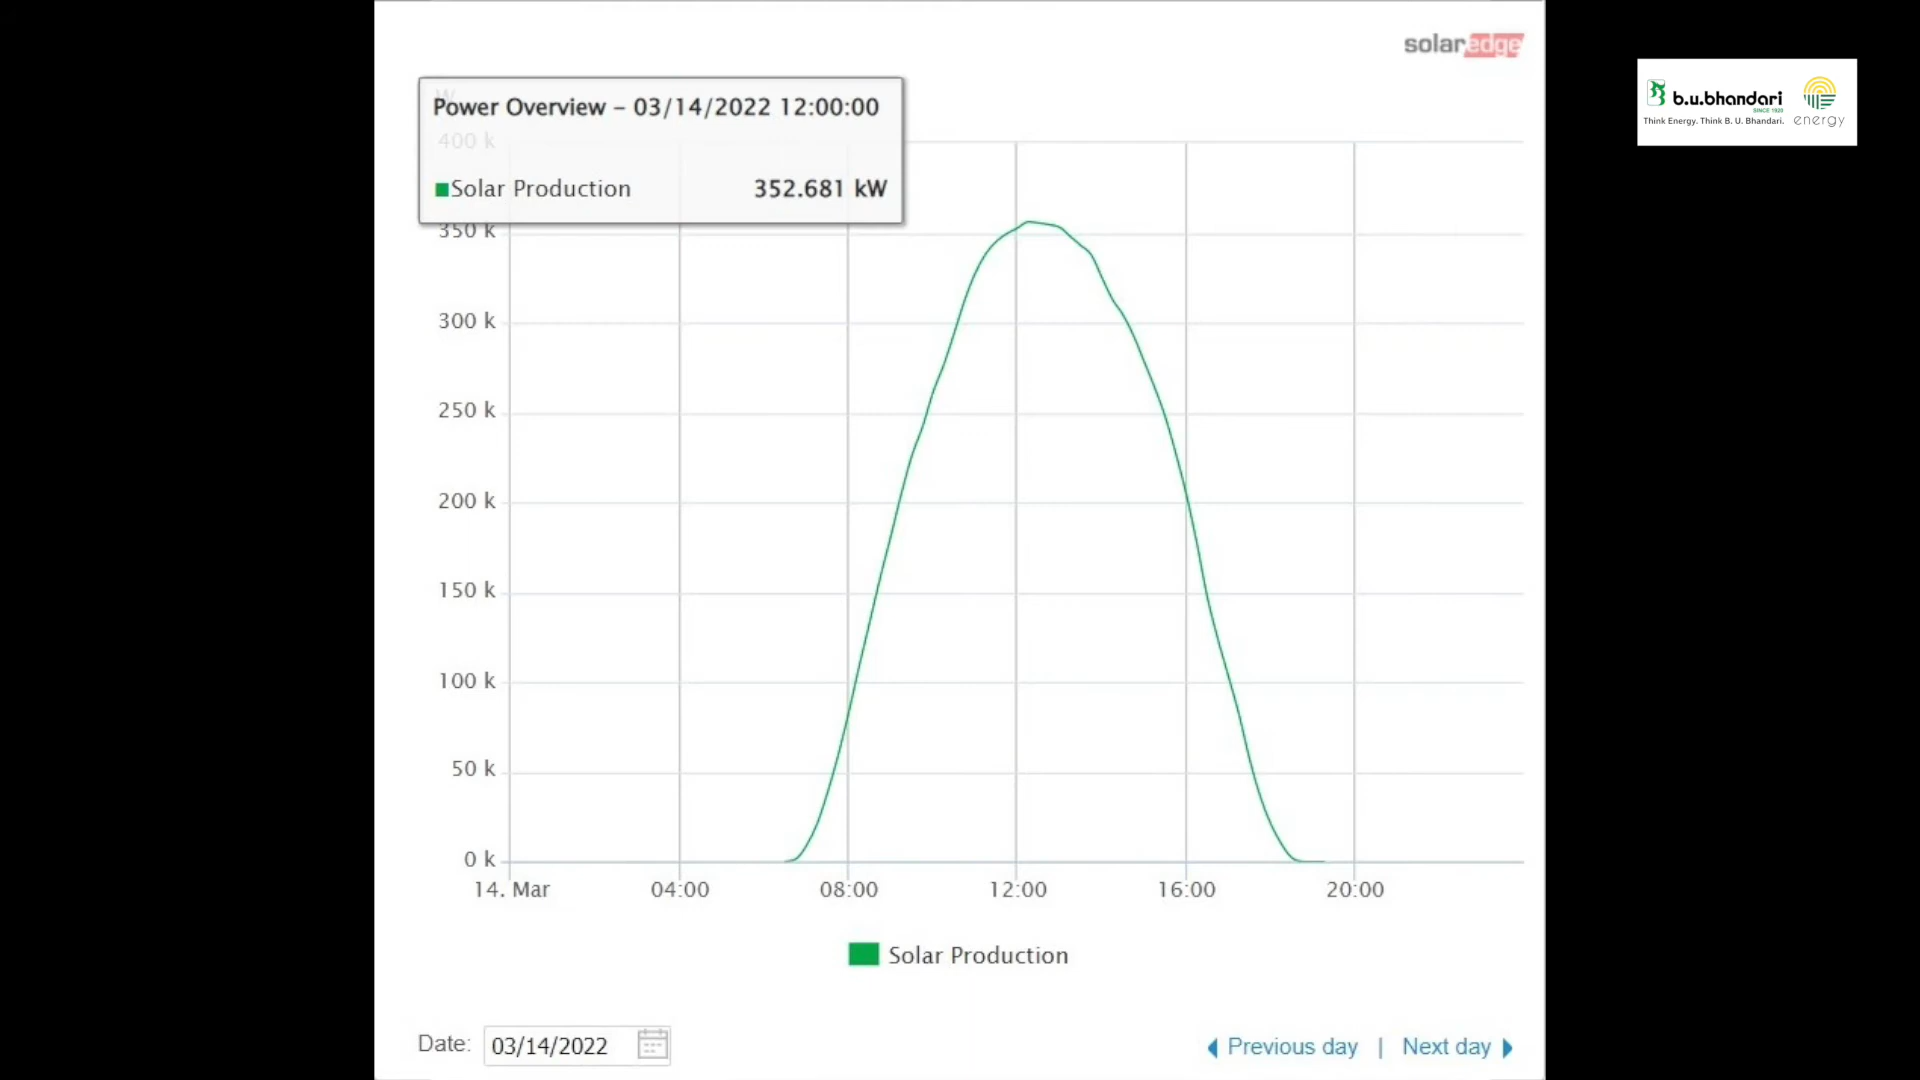 solaredge
b.u.bhandari
SINCE 1920
Think Energy. Think B. U. Bhandari.
energy
W
Power Overview – 03/14/2022 12:00:00
400 k
Solar Production 352.681 kW
350 k
300 k
250 k
200 k
150 k
100 k
50 k
0 k
14. Mar 04:00 08:00 12:00 16:00 20:00
Solar Production
Date: 03/14/2022 Previous day | Next day